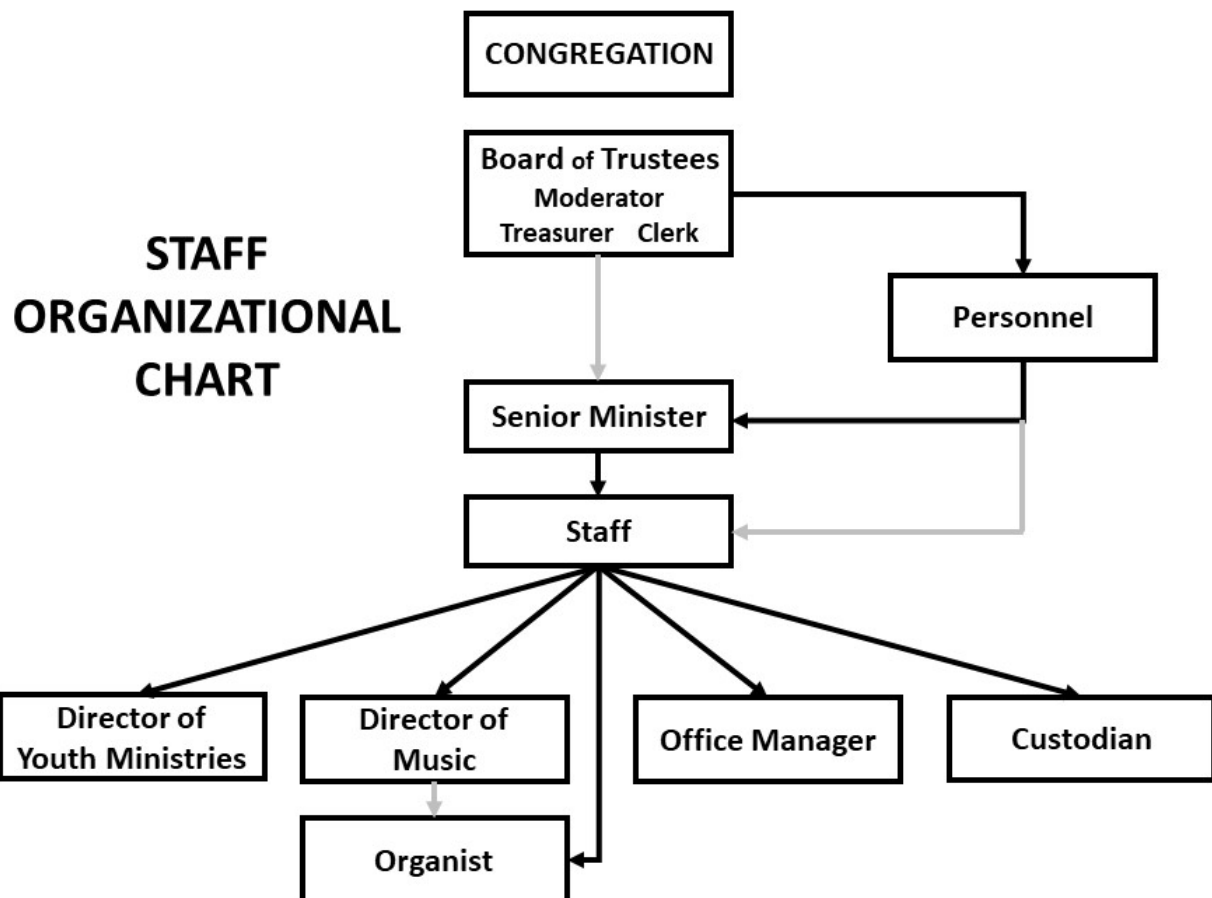 CONGREGATION
Board of Trustees
Moderator
Treasurer Clerk
STAFF
ORGANIZATIONAL
CHART
Personnel
Senior Minister
Staff
Director of
Youth Ministries
Director of
Music
Office Manager
Custodian
Organist